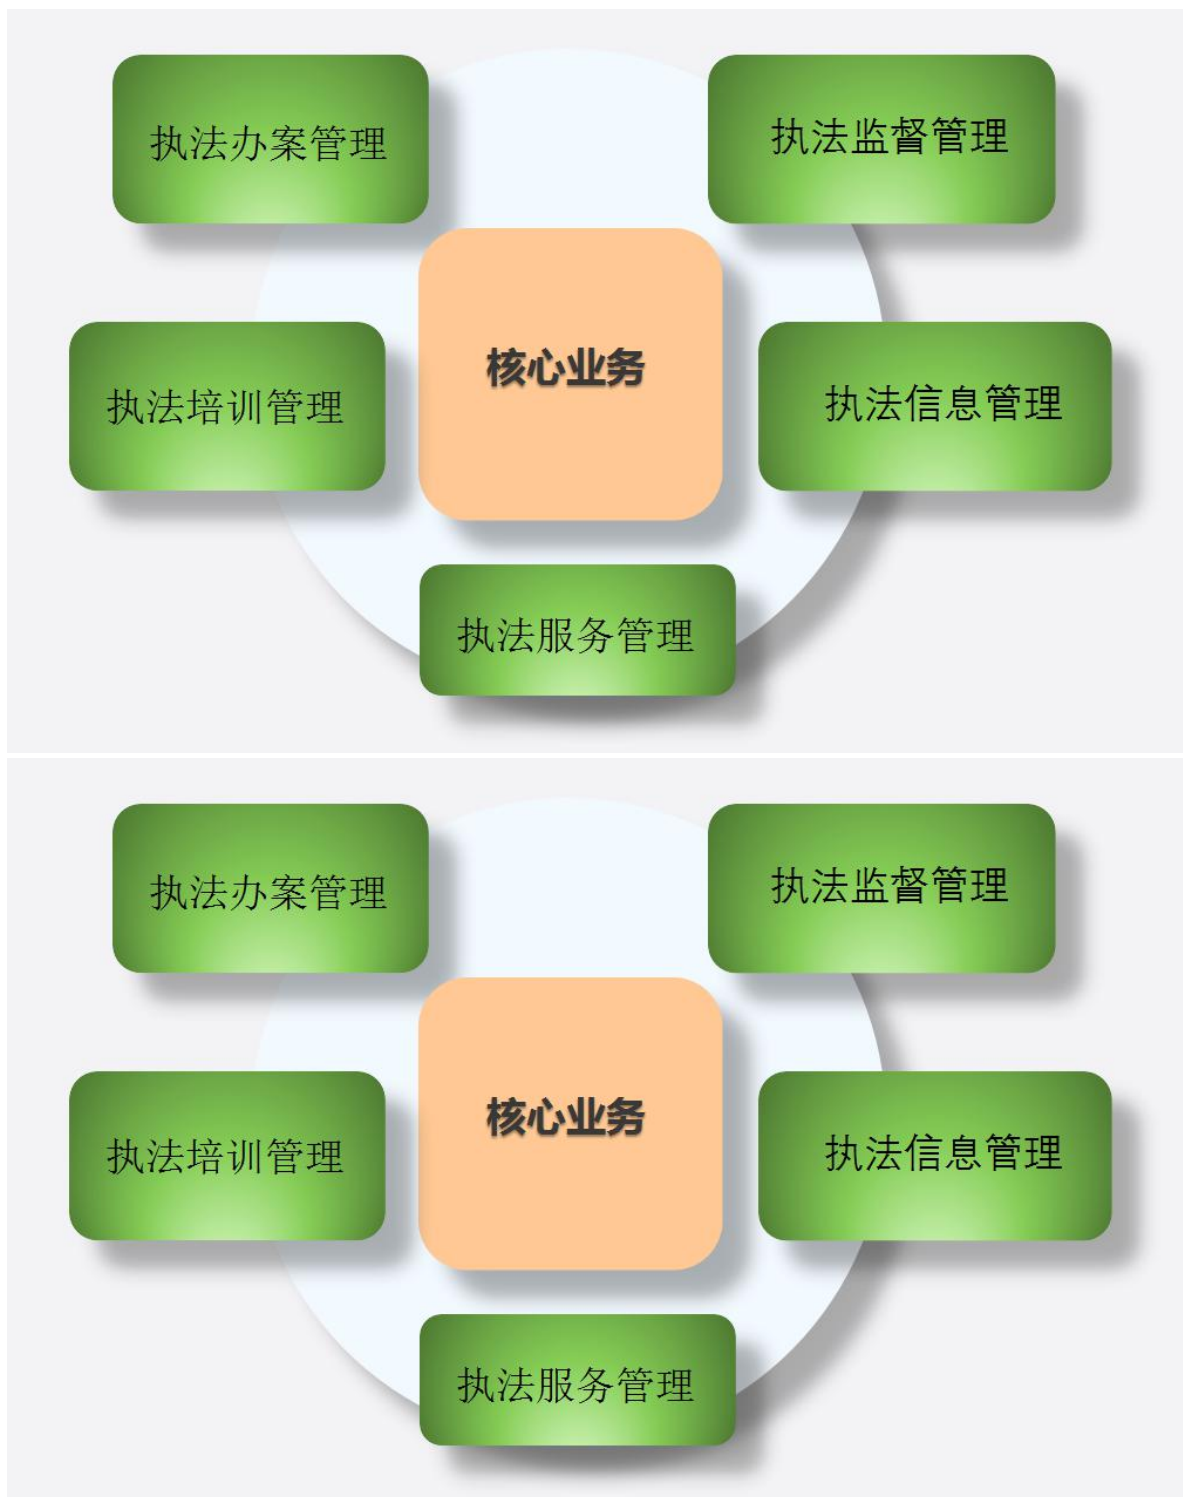 执法办案管理
执法监督管理
核心业务
执法培训管理
执法信息管理
执法服务管理
执法办案管理
执法监督管理
核心业务
执法培训管理
执法信息管理
执法服务管理